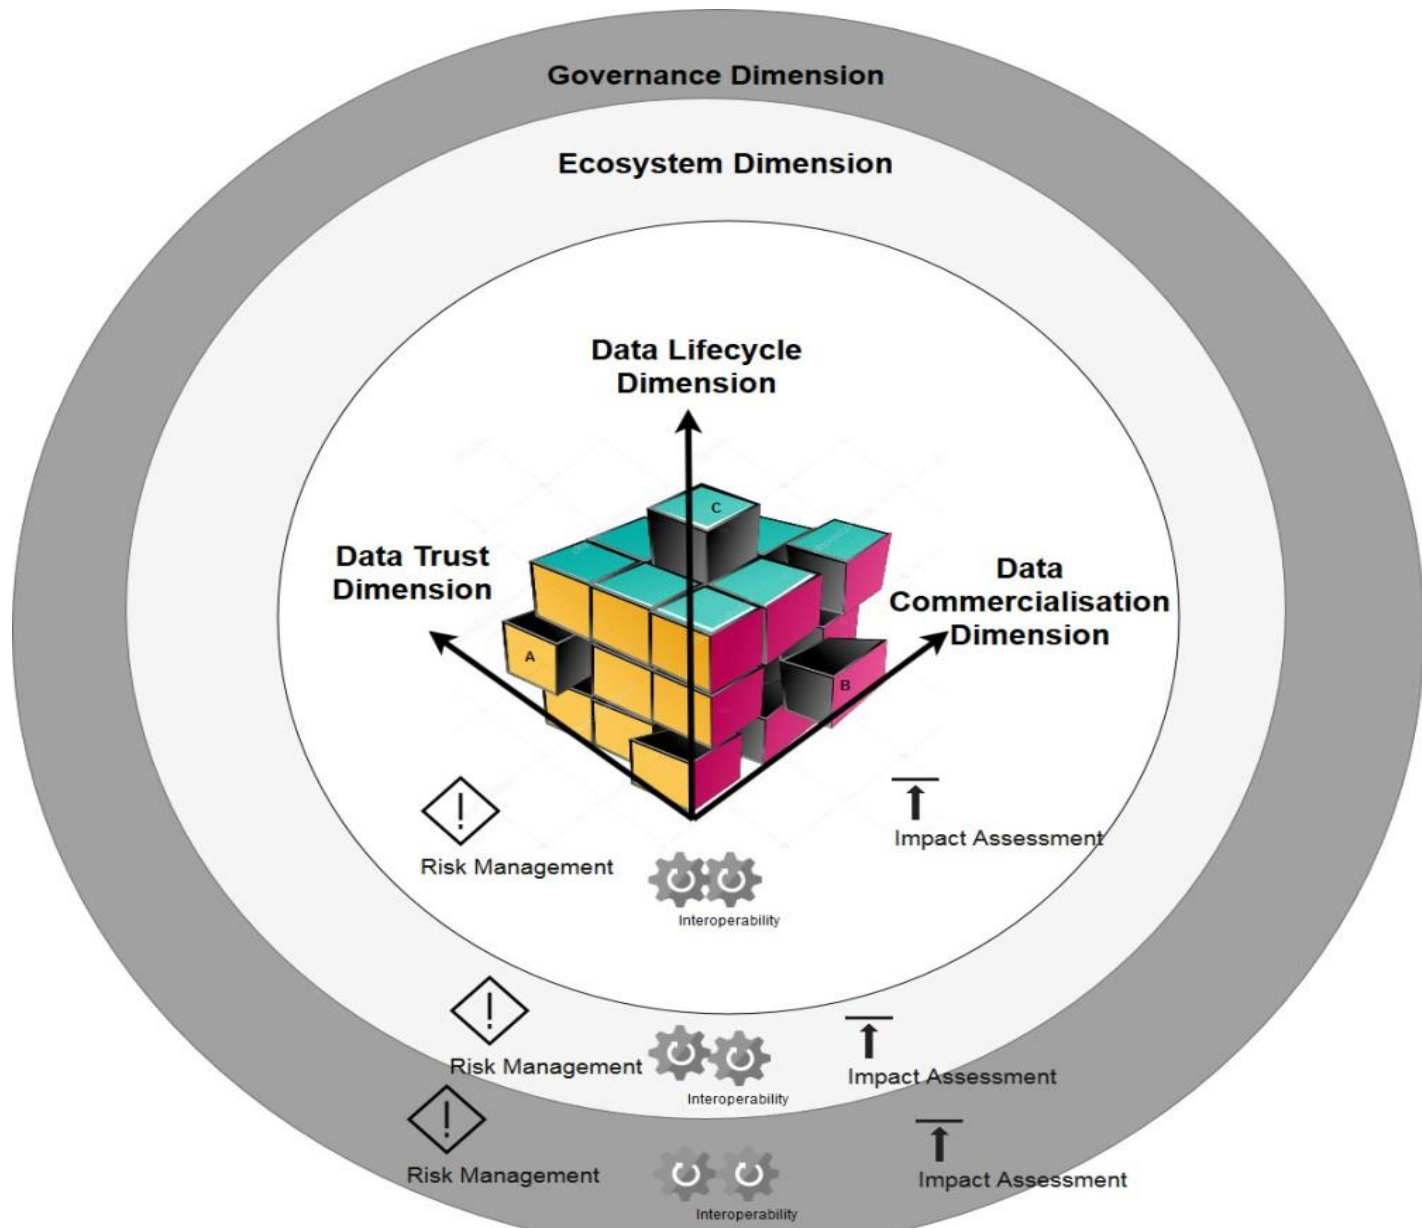 Governance Dimension
Ecosystem Dimension
Data Lifecycle
Dimension
C
Data Trust
Dimension
Data
Commercialisation
Dimension
A
B
Risk Management
Impact Assessment
Interoperability
Risk Management
Impact Assessment
Interoperability
Risk Management
Impact Assessment
Interoperability